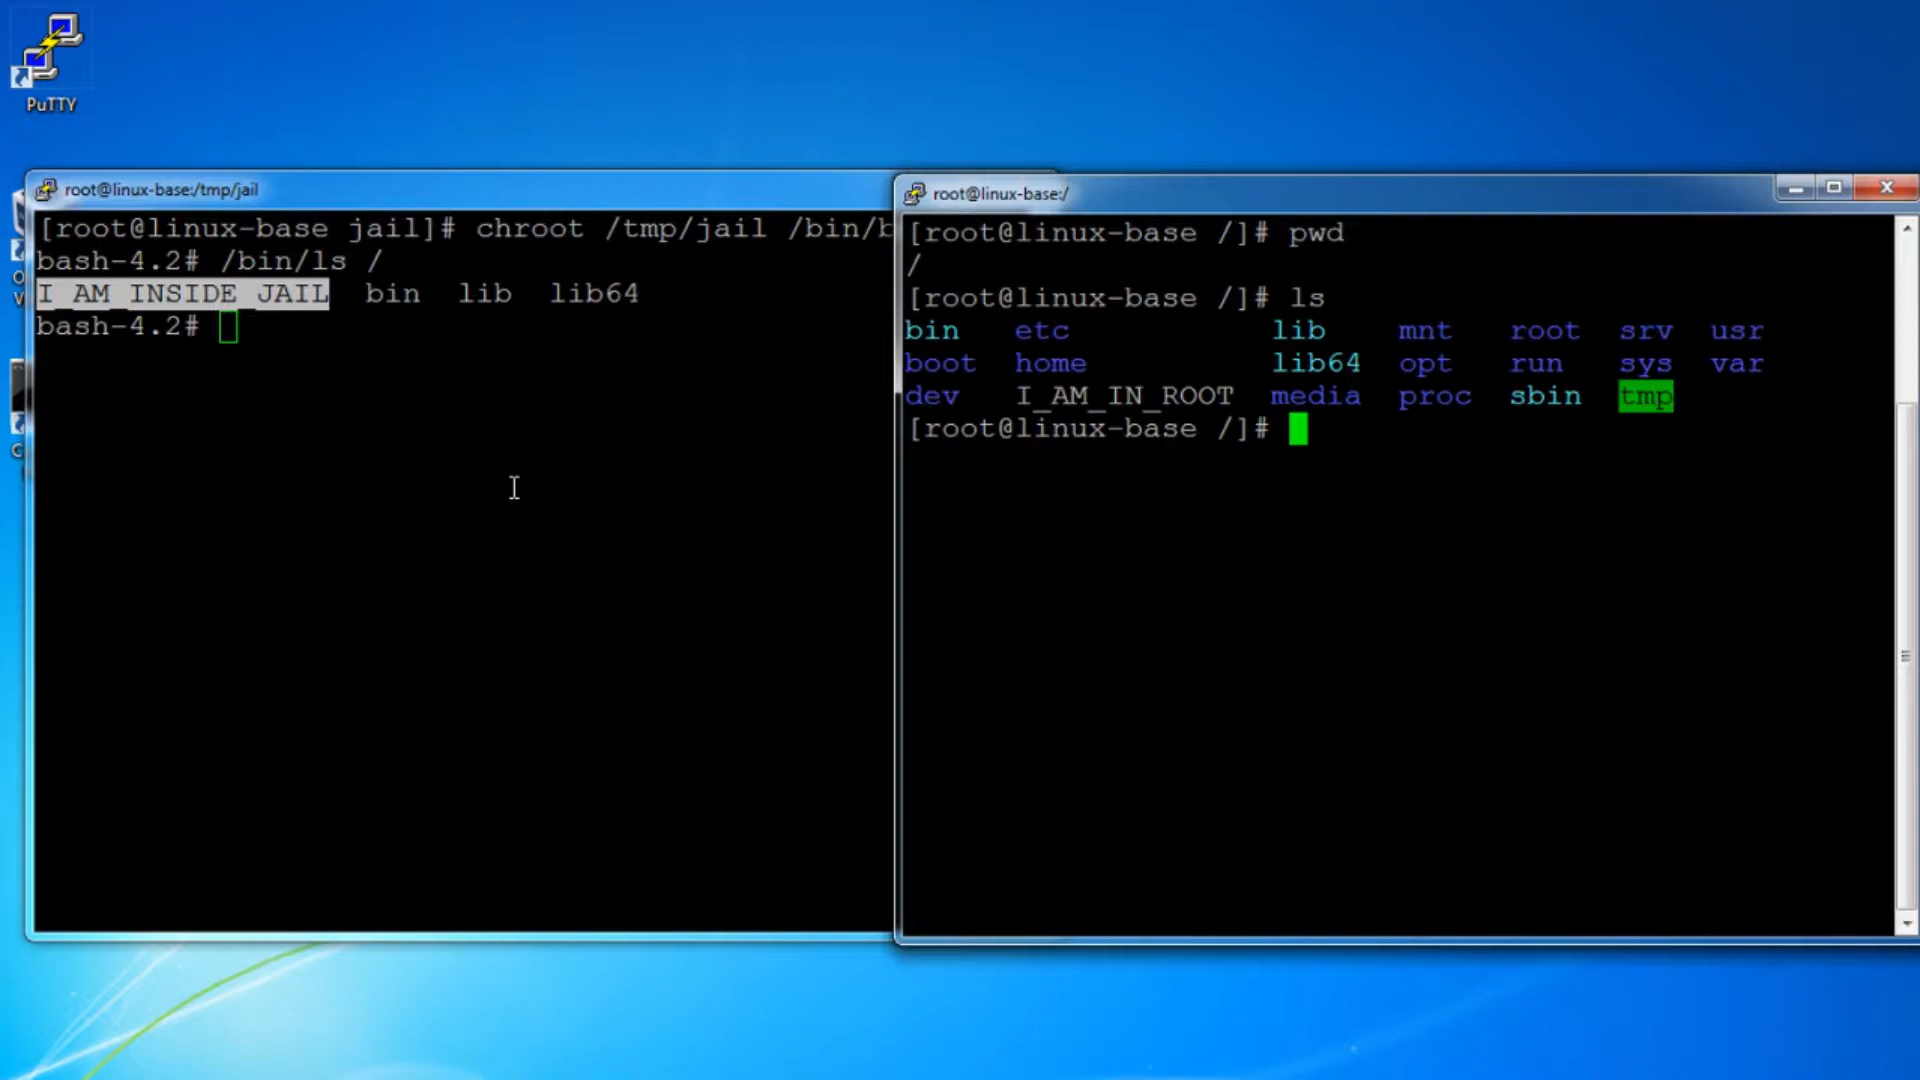 PuTTY
root@linux-base:/tmp/jail
[root@linux-base jail]# chroot /tmp/jail /bin/b
bash-4.2# /bin/ls /
I_AM_INSIDE_JAIL bin lib lib64
bash-4.2#
root@linux-base:/
[root@linux-base /]# pwd
/
[root@linux-base /]# ls
bin etc lib mnt root srv usr
boot home lib64 opt run sys var
dev I_AM_IN_ROOT media proc sbin tmp
[root@linux-base /]#